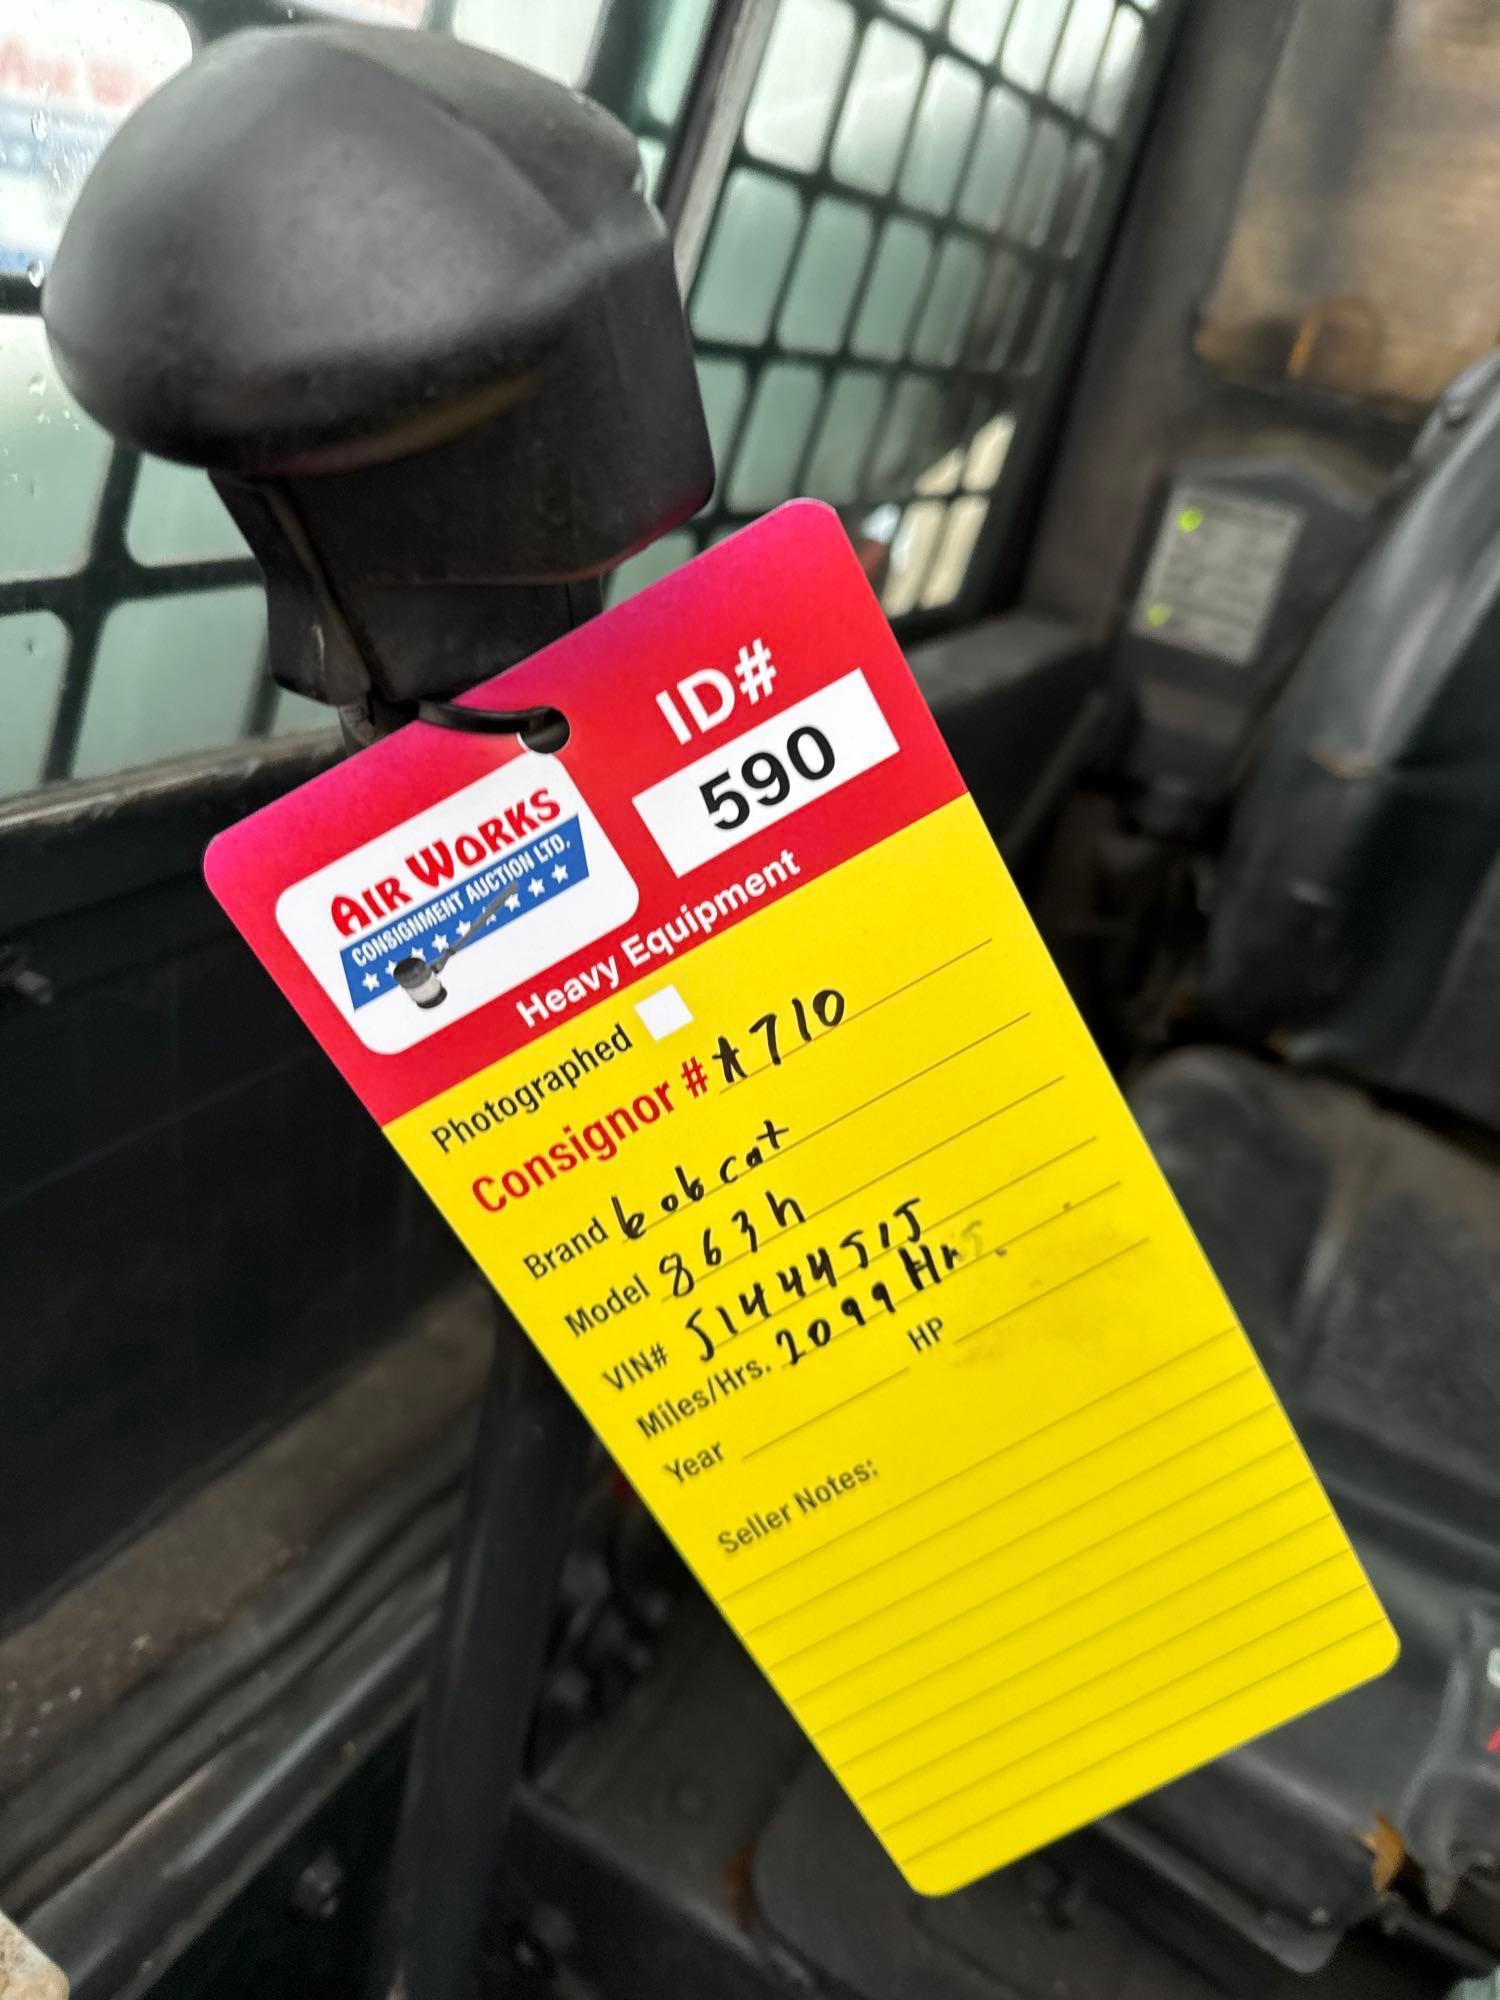 ID#
590
AIR WORKS
CONSIGNMENT AUCTION LTD.
Heavy Equipment
Photographed
Consignor # A710
Brand bobcat
Model 863h
VIN# 51444515
Miles/Hrs. 2099 Hrs.
Year HP
Seller Notes: